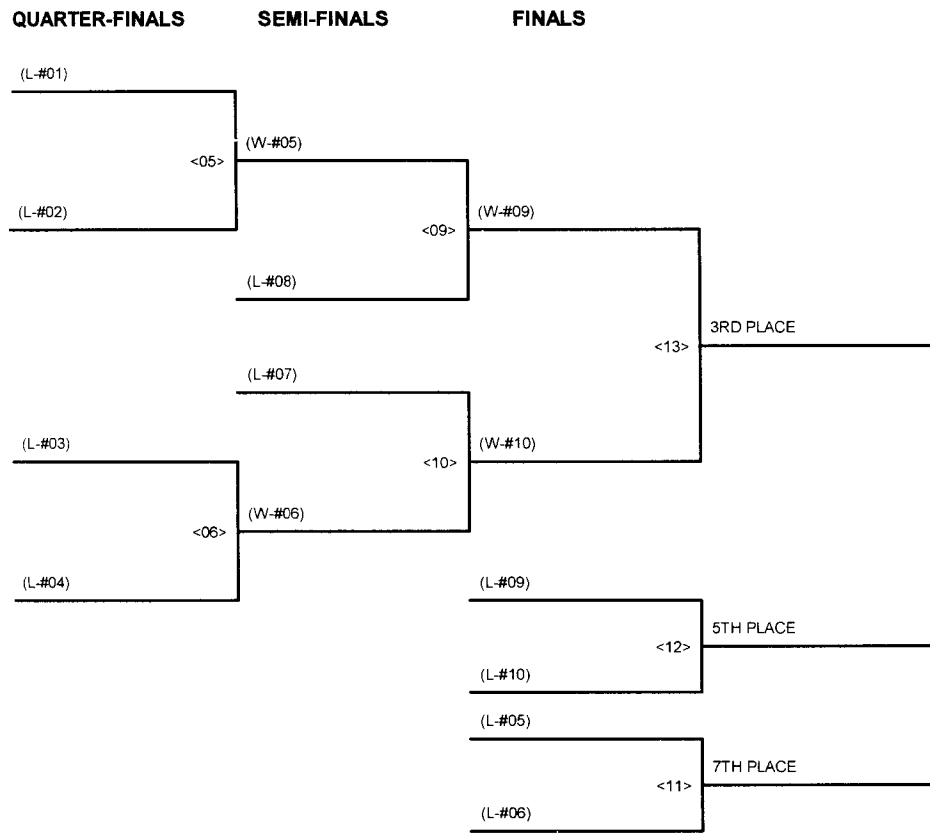 QUARTER-FINALS SEMI-FINALS FINALS
(L-#01)
(W-#05)
<05>
(L-#02)
(W-#09)
<09>
(L-#08)
3RD PLACE
<13>
(L-#07)
(L-#03)
(W-#10)
<10>
(W-#06)
<06>
(L-#04)
(L-#09)
5TH PLACE
<12>
(L-#10)
(L-#05)
7TH PLACE
<11>
(L-#06)